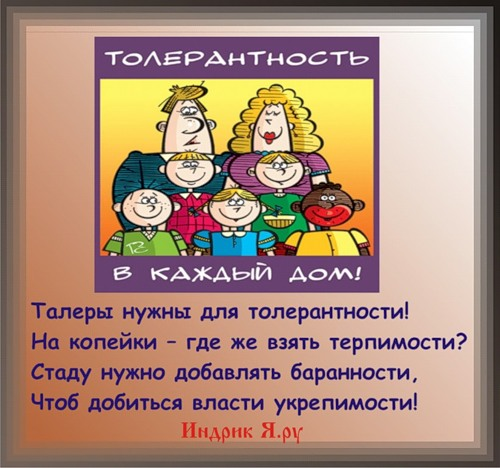 ТОЛЕРАНТНОСТЬ
В КАЖДЫЙ ДОМ!
Талеры нужны для толерантности!
На копейки – где же взять терпимости?
Стаду нужно добавлять баранности,
Чтоб добиться власти укрепимости!
Индрик Я.ру